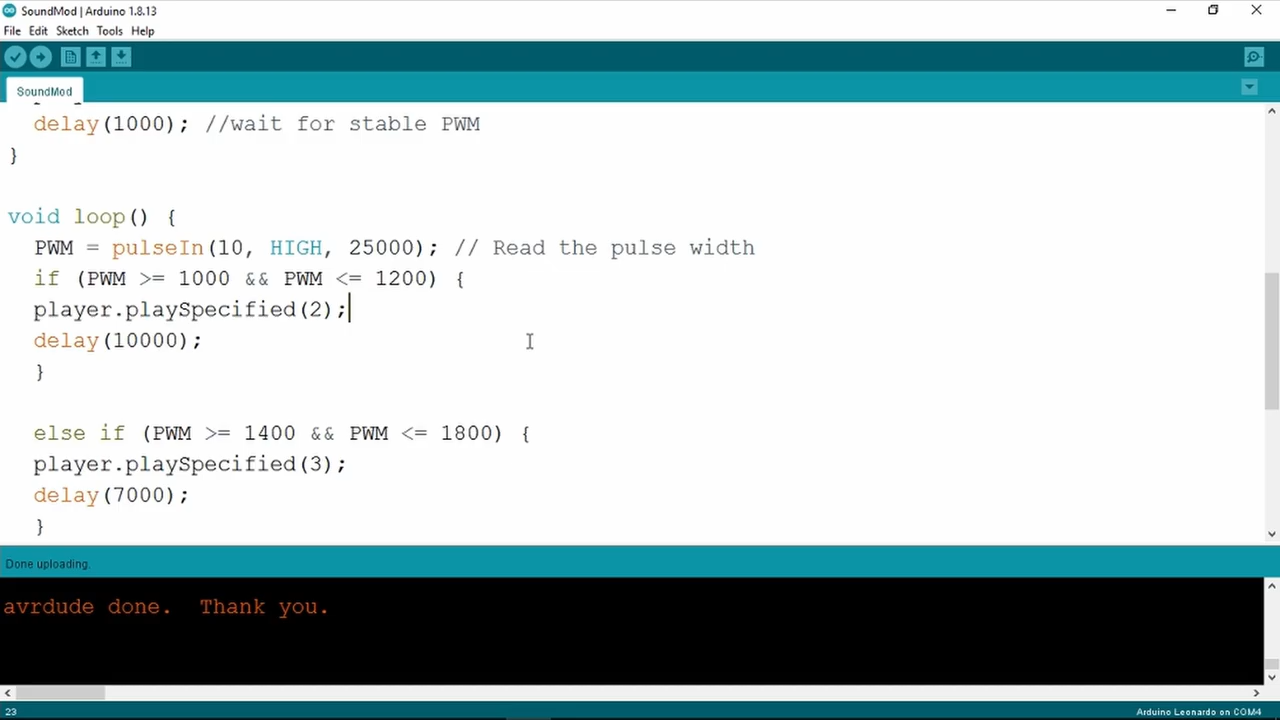 SoundMod | Arduino 1.8.13
File Edit Sketch Tools Help
SoundMod
delay(1000); //wait for stable PWM
}
void loop() {
PWM = pulseIn(10, HIGH, 25000); // Read the pulse width
if (PWM >= 1000 && PWM <= 1200) {
player.playSpecified(2);
delay(10000);
}
else if (PWM >= 1400 && PWM <= 1800) {
player.playSpecified(3);
delay(7000);
}
Done uploading.
avrdude done.  Thank you.
23
Arduino Leonardo on COM4